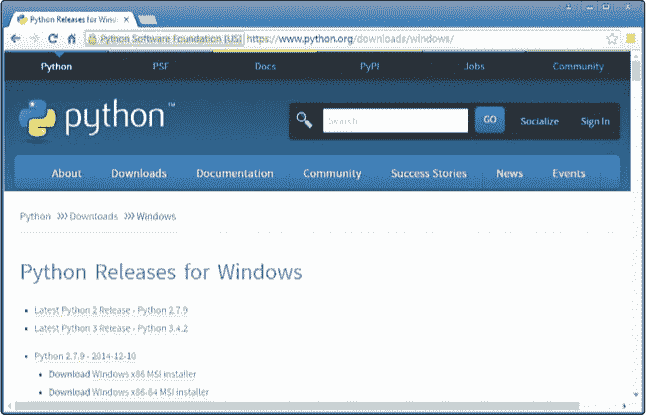 Python Releases for Windo
Python Software Foundation [US] https://www.python.org/downloads/windows/
Python PSF Docs PyPI Jobs Community
python™
Search GO Socialize Sign In
About Downloads Documentation Community Success Stories News Events
Python >>> Downloads >>> Windows
Python Releases for Windows
• Latest Python 2 Release - Python 2.7.9
• Latest Python 3 Release - Python 3.4.2
• Python 2.7.9 - 2014-12-10
• Download Windows x86 MSI installer
• Download Windows x86-64 MSI installer